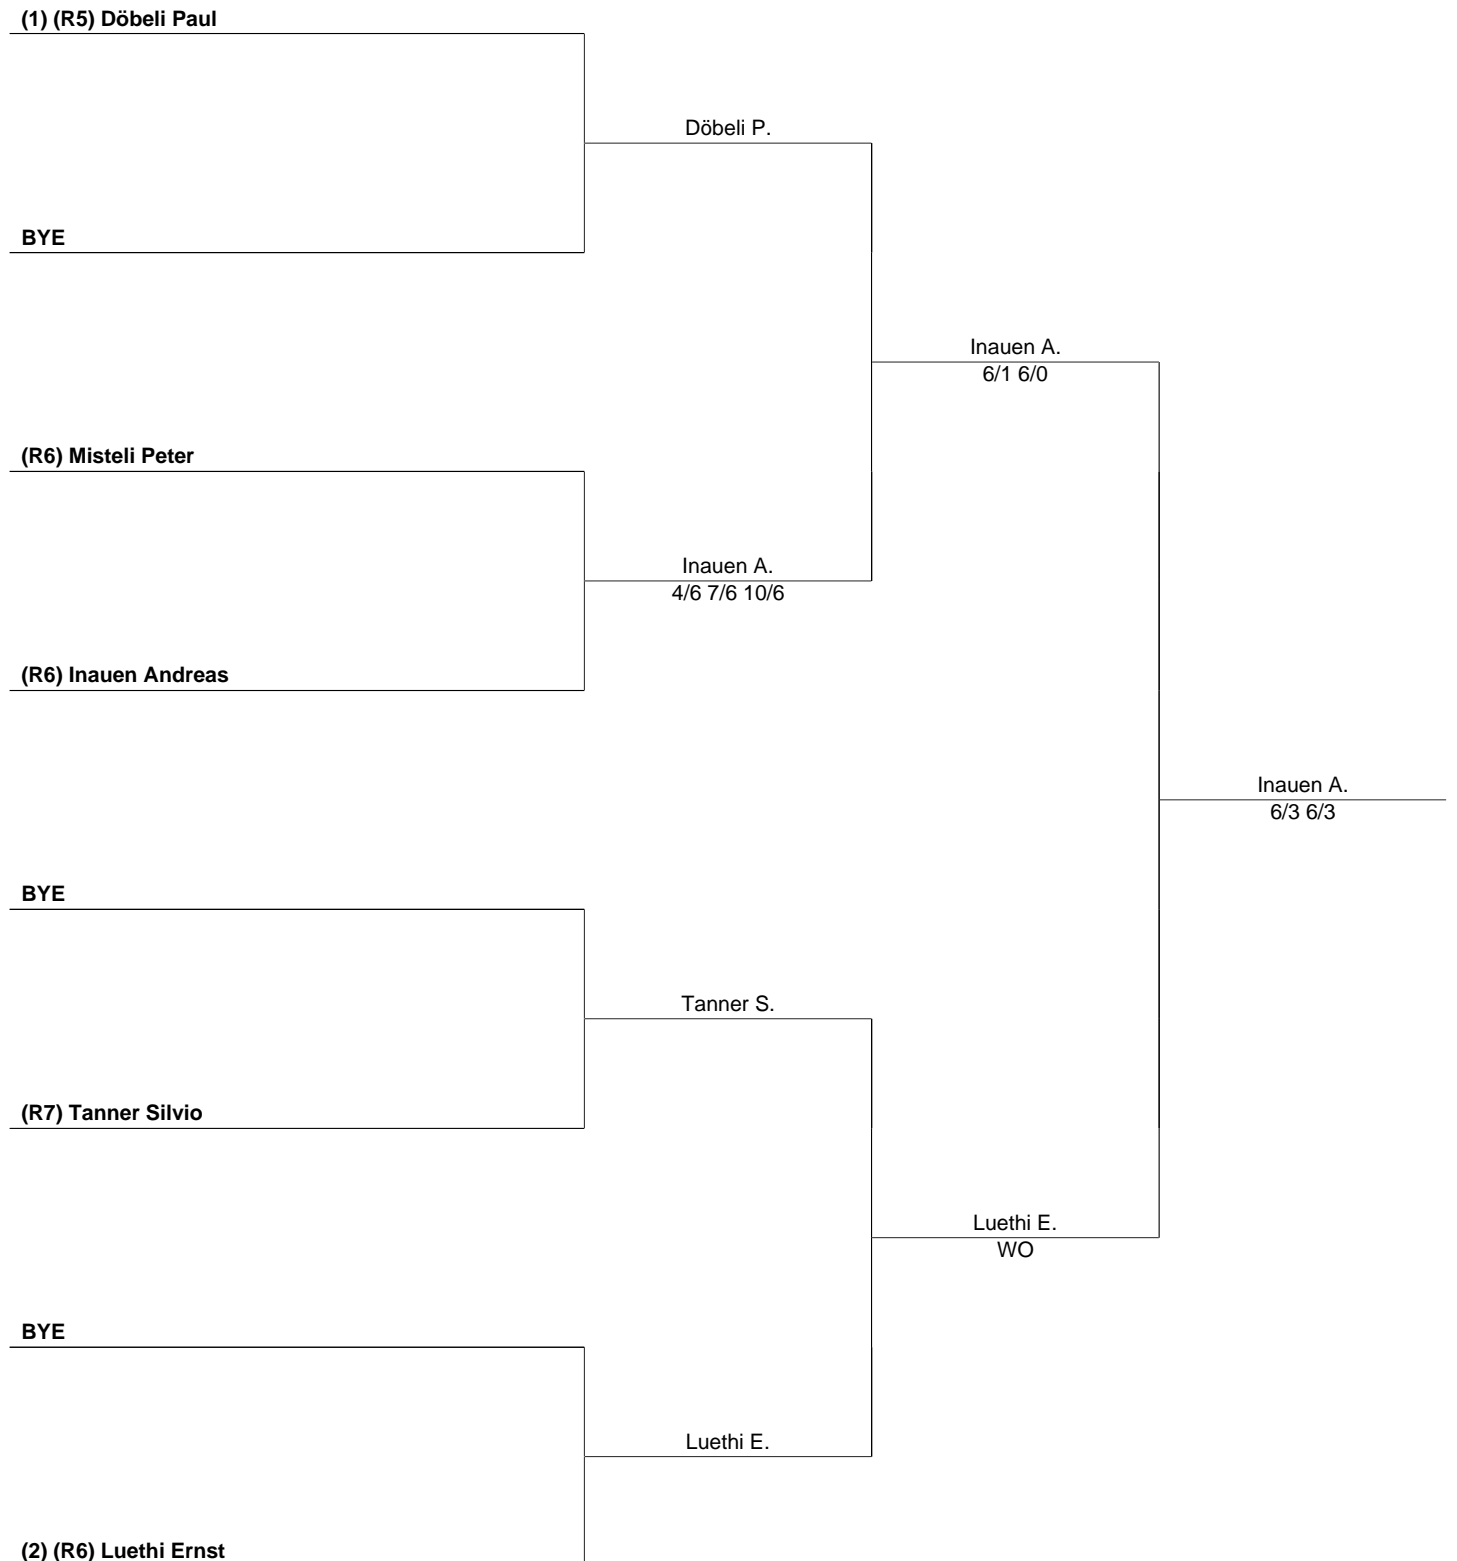 (1) (R5) Döbeli Paul
Döbeli P.
BYE
Inauen A.
6/1 6/0
(R6) Misteli Peter
Inauen A.
4/6 7/6 10/6
(R6) Inauen Andreas
Inauen A.
6/3 6/3
BYE
Tanner S.
(R7) Tanner Silvio
Luethi E.
WO
BYE
Luethi E.
(2) (R6) Luethi Ernst